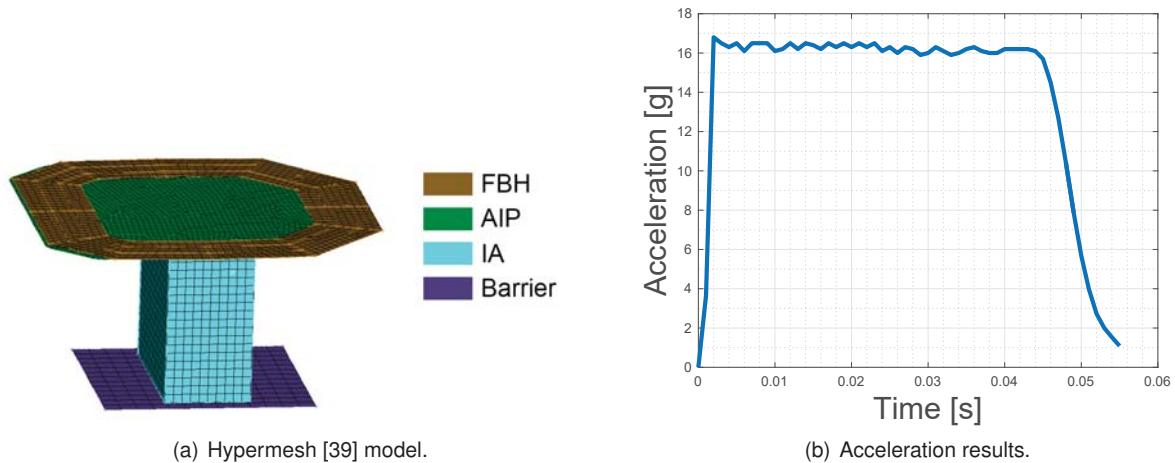 FBH
AIP
IA
Barrier
(a) Hypermesh [39] model.
18
16
14
12
10
8
6
4
2
0
Acceleration [g]
0 0.01 0.02 0.03 0.04 0.05 0.06
Time [s]
(b) Acceleration results.